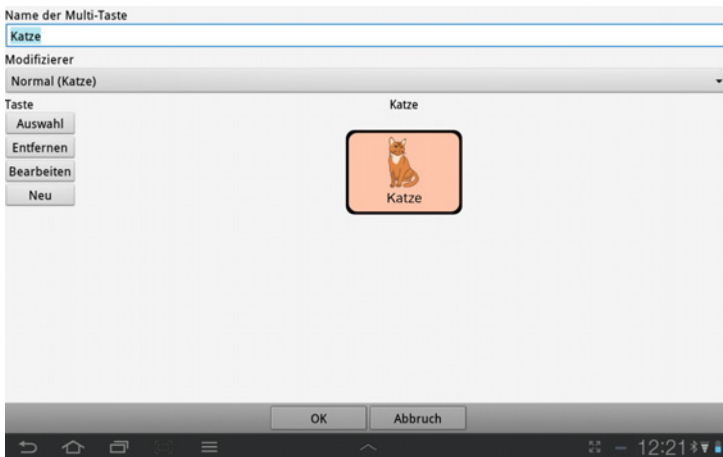 Name der Multi-Taste
Katze
Modifizierer
Normal (Katze)
Taste
Katze
Auswahl
Entfernen
Bearbeiten
Neu
Katze
OK
Abbruch
12:21